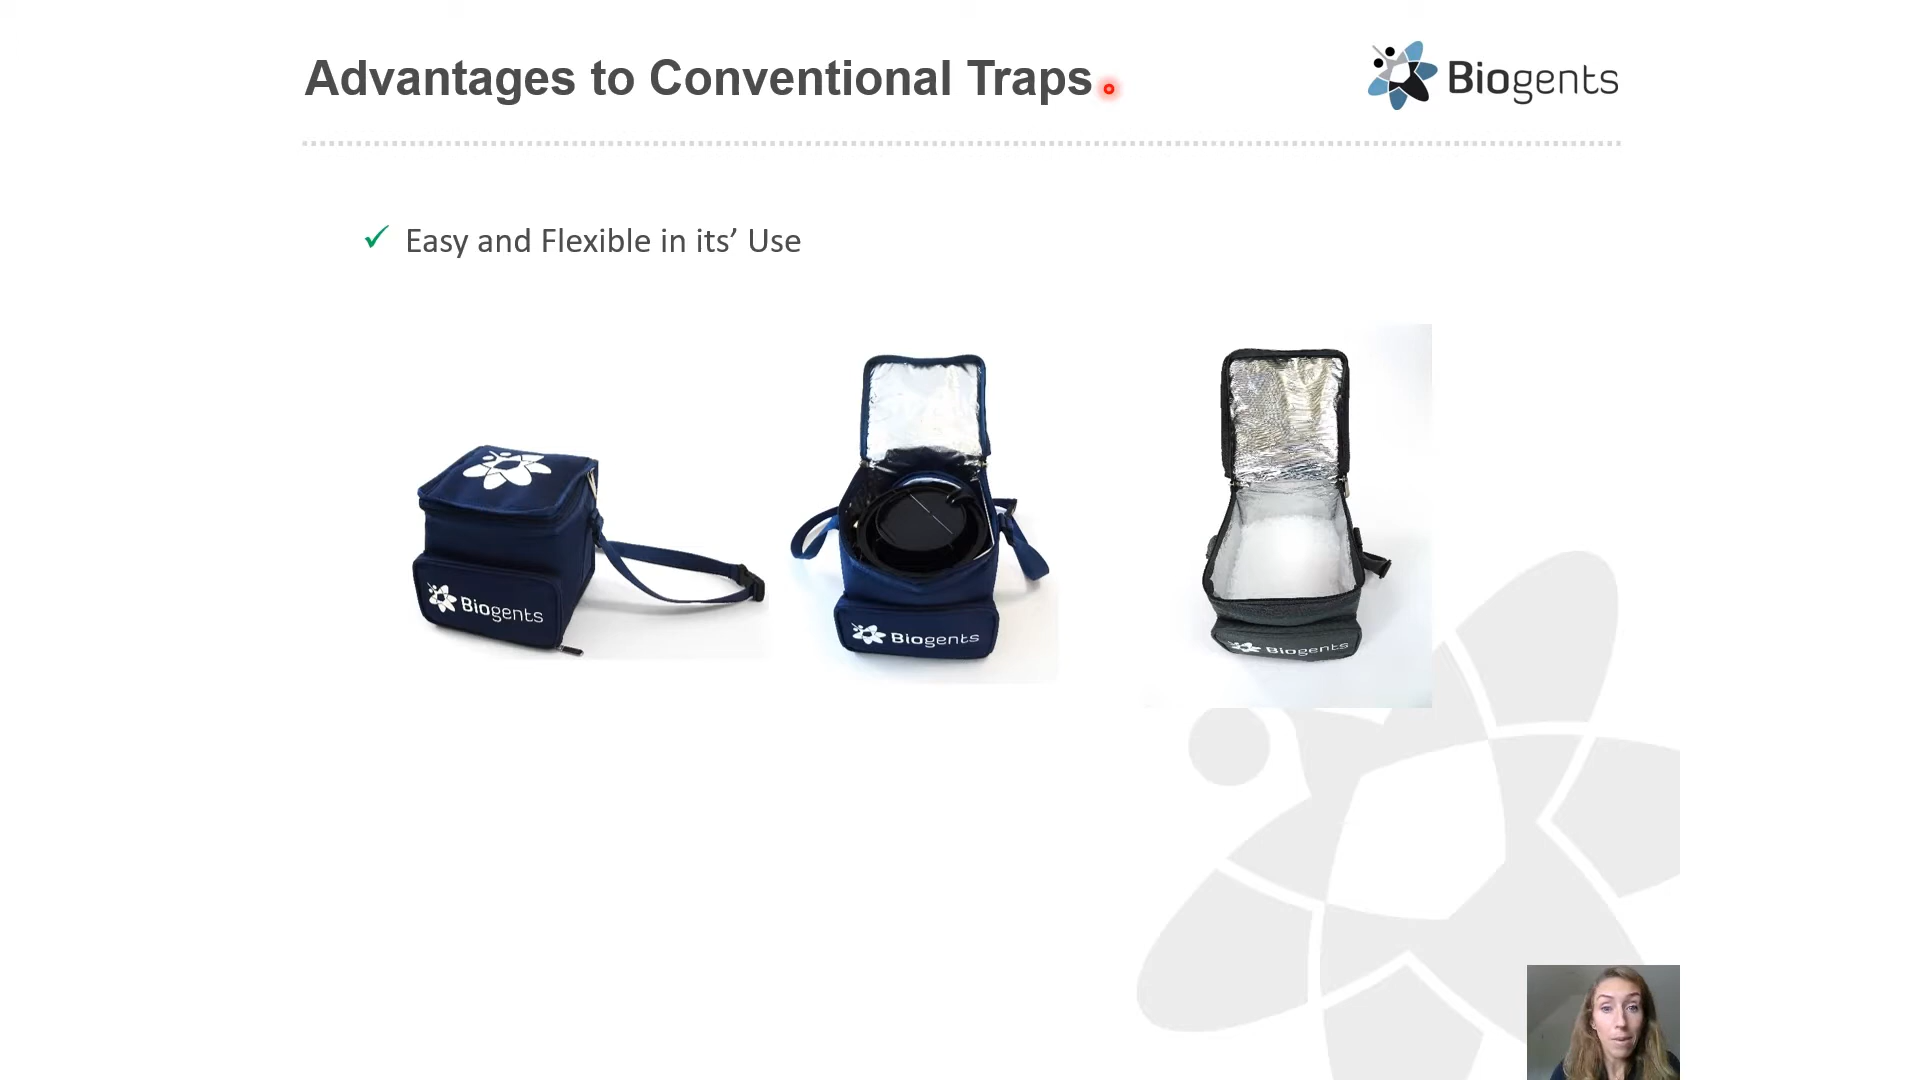 Advantages to Conventional Traps
Biogents
Easy and Flexible in its’ Use
Biogents
Biogents
Biogents